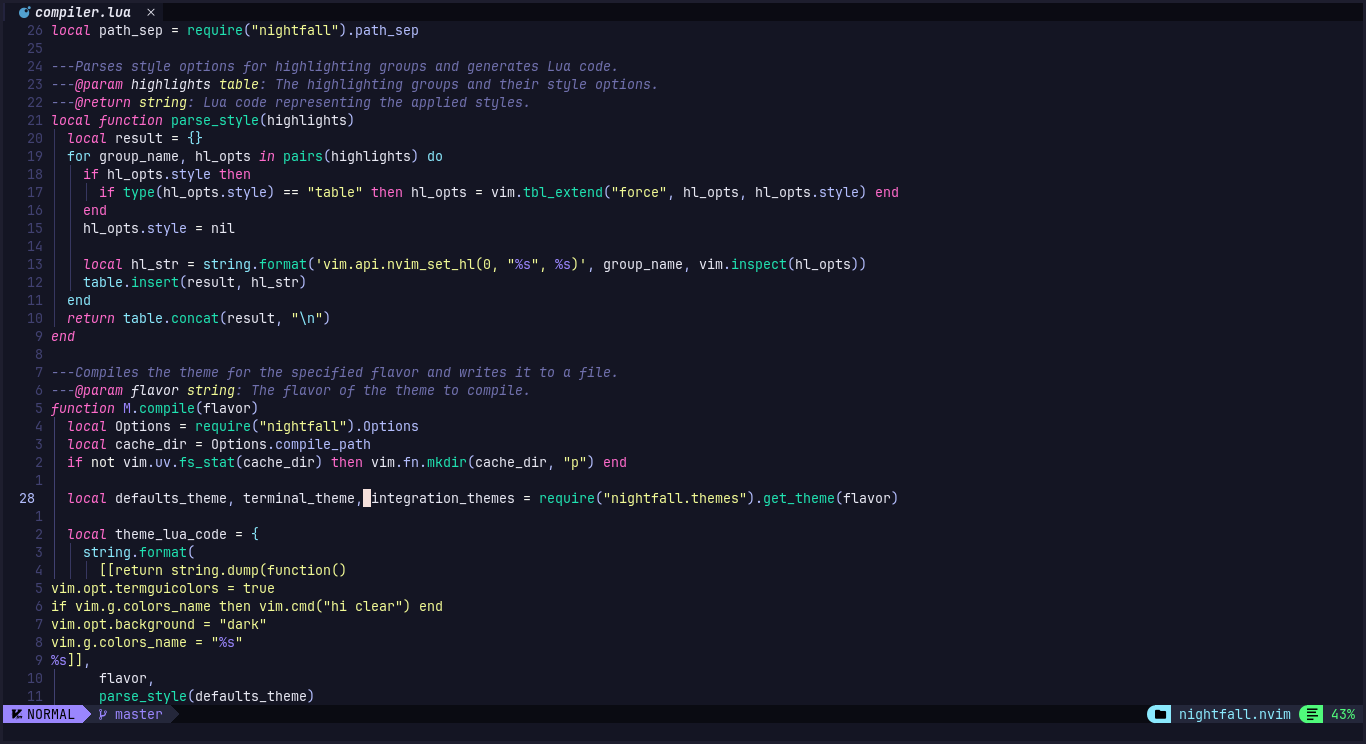 compiler.lua ×
26 local path_sep = require("nightfall").path_sep
25
24 ---Parses style options for highlighting groups and generates Lua code.
23 ---@param highlights table: The highlighting groups and their style options.
22 ---@return string: Lua code representing the applied styles.
21 local function parse_style(highlights)
20   local result = {}
19   for group_name, hl_opts in pairs(highlights) do
18     if hl_opts.style then
17       if type(hl_opts.style) == "table" then hl_opts = vim.tbl_extend("force", hl_opts, hl_opts.style) end
16     end
15     hl_opts.style = nil
14
13     local hl_str = string.format('vim.api.nvim_set_hl(0, "%s", %s)', group_name, vim.inspect(hl_opts))
12     table.insert(result, hl_str)
11   end
10   return table.concat(result, "\n")
9 end
8
7 ---Compiles the theme for the specified flavor and writes it to a file.
6 ---@param flavor string: The flavor of the theme to compile.
5 function M.compile(flavor)
4   local Options = require("nightfall").Options
3   local cache_dir = Options.compile_path
2   if not vim.uv.fs_stat(cache_dir) then vim.fn.mkdir(cache_dir, "p") end
1
28   local defaults_theme, terminal_theme, integration_themes = require("nightfall.themes").get_theme(flavor)
1
2   local theme_lua_code = {
3     string.format(
4       [[return string.dump(function()
5 vim.opt.termguicolors = true
6 if vim.g.colors_name then vim.cmd("hi clear") end
7 vim.opt.background = "dark"
8 vim.g.colors_name = "%s"
9 %s]],
10       flavor,
11       parse_style(defaults_theme)
NORMAL master nightfall.nvim 43%